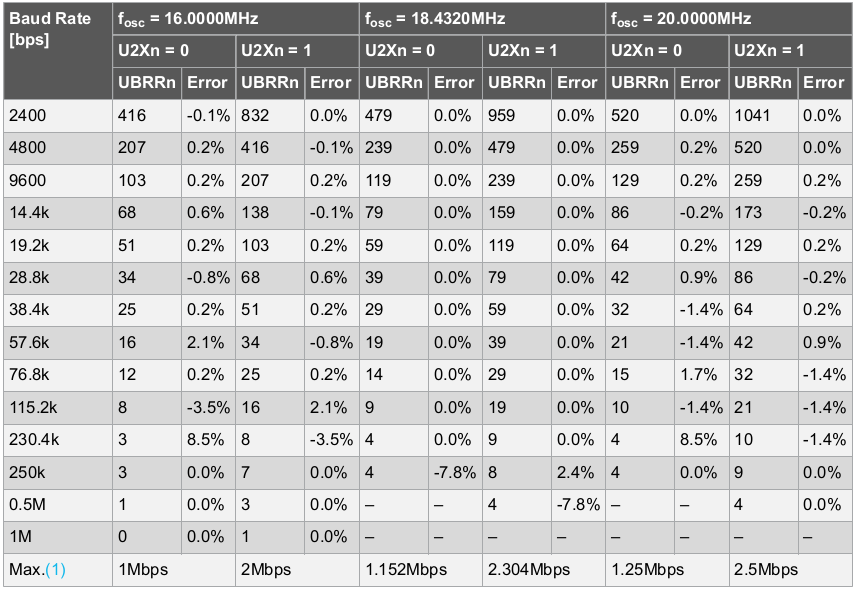 Baud Rate [bps] fosc = 16.0000MHz fosc = 18.4320MHz fosc = 20.0000MHz
U2Xn = 0 U2Xn = 1 U2Xn = 0 U2Xn = 1 U2Xn = 0 U2Xn = 1
UBRRn Error UBRRn Error UBRRn Error UBRRn Error UBRRn Error UBRRn Error
2400 416 -0.1% 832 0.0% 479 0.0% 959 0.0% 520 0.0% 1041 0.0%
4800 207 0.2% 416 -0.1% 239 0.0% 479 0.0% 259 0.2% 520 0.0%
9600 103 0.2% 207 0.2% 119 0.0% 239 0.0% 129 0.2% 259 0.2%
14.4k 68 0.6% 138 -0.1% 79 0.0% 159 0.0% 86 -0.2% 173 -0.2%
19.2k 51 0.2% 103 0.2% 59 0.0% 119 0.0% 64 0.2% 129 0.2%
28.8k 34 -0.8% 68 0.6% 39 0.0% 79 0.0% 42 0.9% 86 -0.2%
38.4k 25 0.2% 51 0.2% 29 0.0% 59 0.0% 32 -1.4% 64 0.2%
57.6k 16 2.1% 34 -0.8% 19 0.0% 39 0.0% 21 -1.4% 42 0.9%
76.8k 12 0.2% 25 0.2% 14 0.0% 29 0.0% 15 1.7% 32 -1.4%
115.2k 8 -3.5% 16 2.1% 9 0.0% 19 0.0% 10 -1.4% 21 -1.4%
230.4k 3 8.5% 8 -3.5% 4 0.0% 9 0.0% 4 8.5% 10 -1.4%
250k 3 0.0% 7 0.0% 4 -7.8% 8 2.4% 4 0.0% 9 0.0%
0.5M 1 0.0% 3 0.0% – – 4 -7.8% – – 4 0.0%
1M 0 0.0% 1 0.0% – – – – – – – –
Max.(1) 1Mbps 2Mbps 1.152Mbps 2.304Mbps 1.25Mbps 2.5Mbps